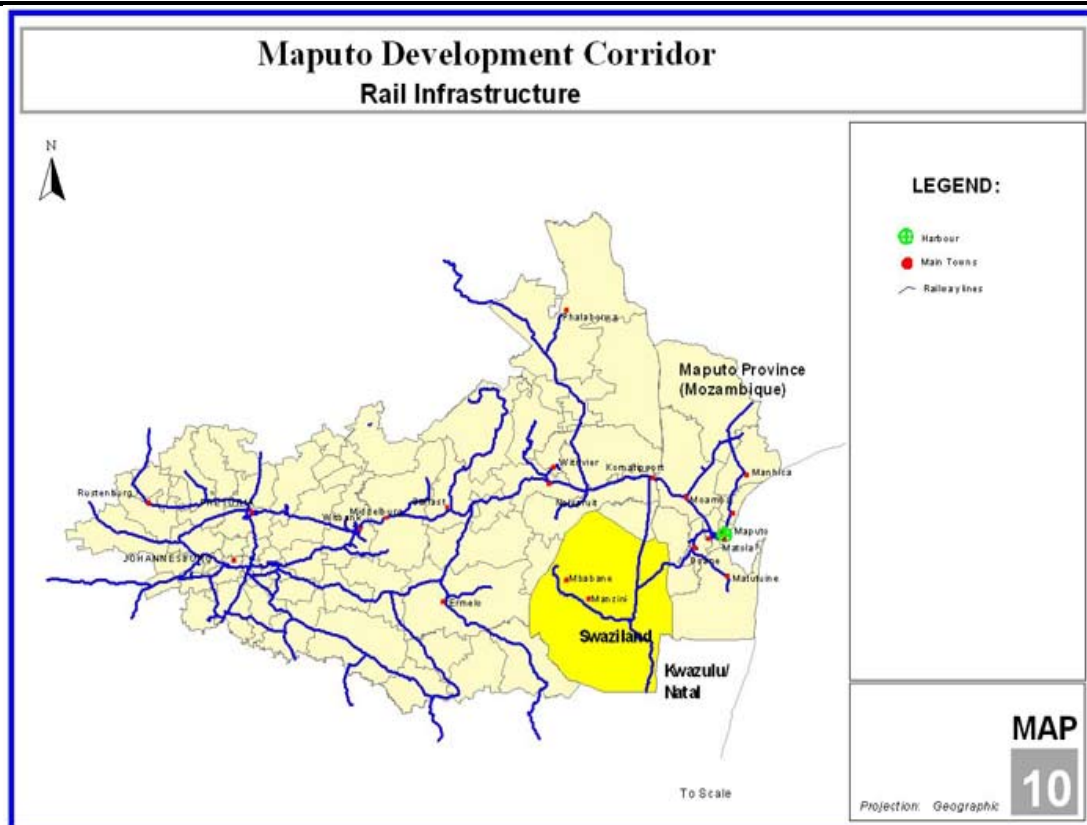 Maputo Development Corridor
Rail Infrastructure
N
LEGEND:
Harbour
Main Towns
Railway lines
Phalaborwa
Maputo Province
(Mozambique)
Witrivier
Komatipoort
Manhica
Rustenburg
Nelspruit
Moamba
Belfast
PRETORIA
Middelburg
Witbank
Maputo
Matola
JOHANNESBURG
Boane
Matutuine
Mbabane
Manzini
Ermelo
Swaziland
Kwazulu/
Natal
To Scale
MAP
10
Projection: Geographic